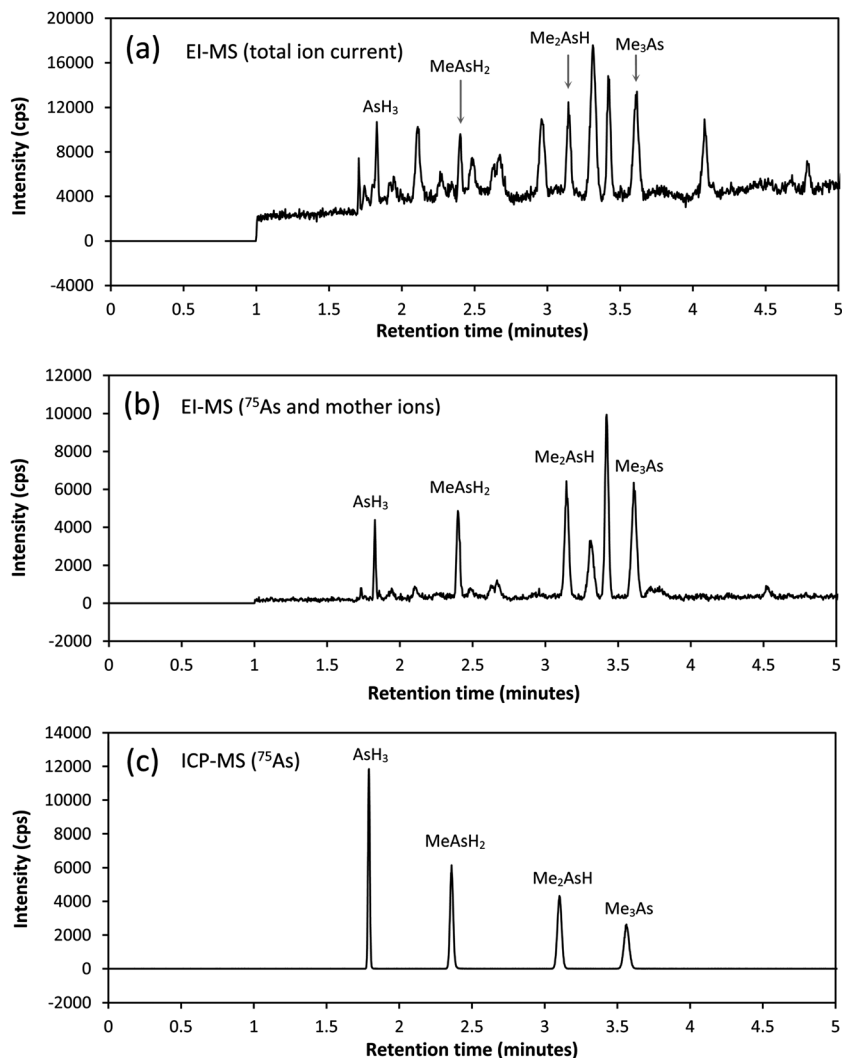 (a) EI-MS (total ion current)
AsH₃
MeAsH₂
Me₂AsH
Me₃As
Intensity (cps)
20000
16000
12000
8000
4000
0
-4000
0 0.5 1 1.5 2 2.5 3 3.5 4 4.5 5
Retention time (minutes)
(b) EI-MS (⁷⁵As and mother ions)
AsH₃
MeAsH₂
Me₂AsH
Me₃As
Intensity (cps)
12000
10000
8000
6000
4000
2000
0
-2000
0 0.5 1 1.5 2 2.5 3 3.5 4 4.5 5
Retention time (minutes)
(c) ICP-MS (⁷⁵As)
AsH₃
MeAsH₂
Me₂AsH
Me₃As
Intensity (cps)
14000
12000
10000
8000
6000
4000
2000
0
-2000
0 0.5 1 1.5 2 2.5 3 3.5 4 4.5 5
Retention time (minutes)